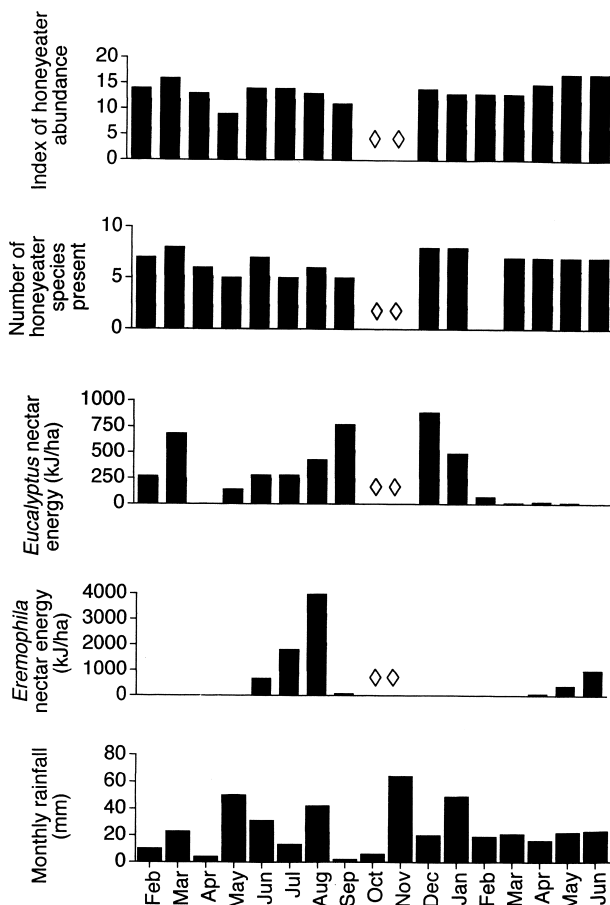 Index of honeyeater
abundance
20
15
10
5
0
Number of
honeyeater
species
present
10
5
0
Eucalyptus nectar
energy (kJ/ha)
1000
750
500
250
0
Eremophila
nectar energy
(kJ/ha)
4000
3000
2000
1000
0
Monthly rainfall
(mm)
80
60
40
20
0
Feb
Mar
Apr
May
Jun
Jul
Aug
Sep
Oct
Nov
Dec
Jan
Feb
Mar
Apr
May
Jun